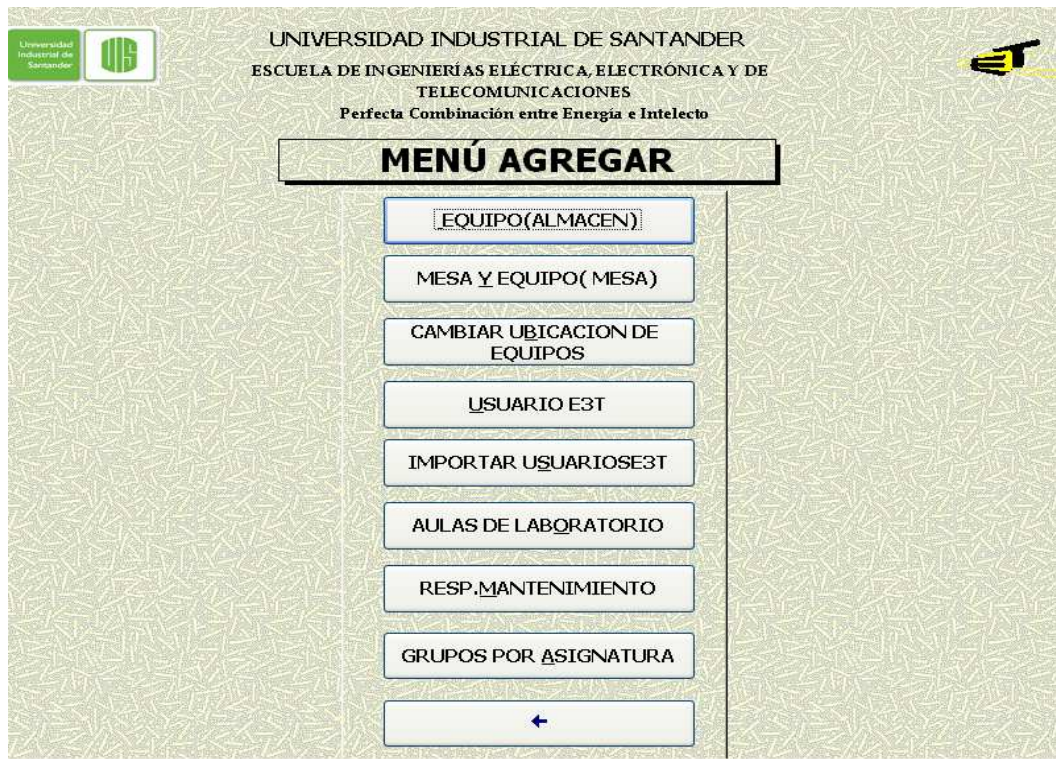 Universidad
Industrial de
Santander
UIS
UNIVERSIDAD INDUSTRIAL DE SANTANDER
ESCUELA DE INGENIERÍAS ELÉCTRICA, ELECTRÓNICA Y DE
TELECOMUNICACIONES
Perfecta Combinación entre Energía e Intelecto
MENÚ AGREGAR
EQUIPO(ALMACEN)
MESA Y EQUIPO( MESA)
CAMBIAR UBICACION DE
EQUIPOS
USUARIO E3T
IMPORTAR USUARIOSE3T
AULAS DE LABORATORIO
RESP.MANTENIMIENTO
GRUPOS POR ASIGNATURA